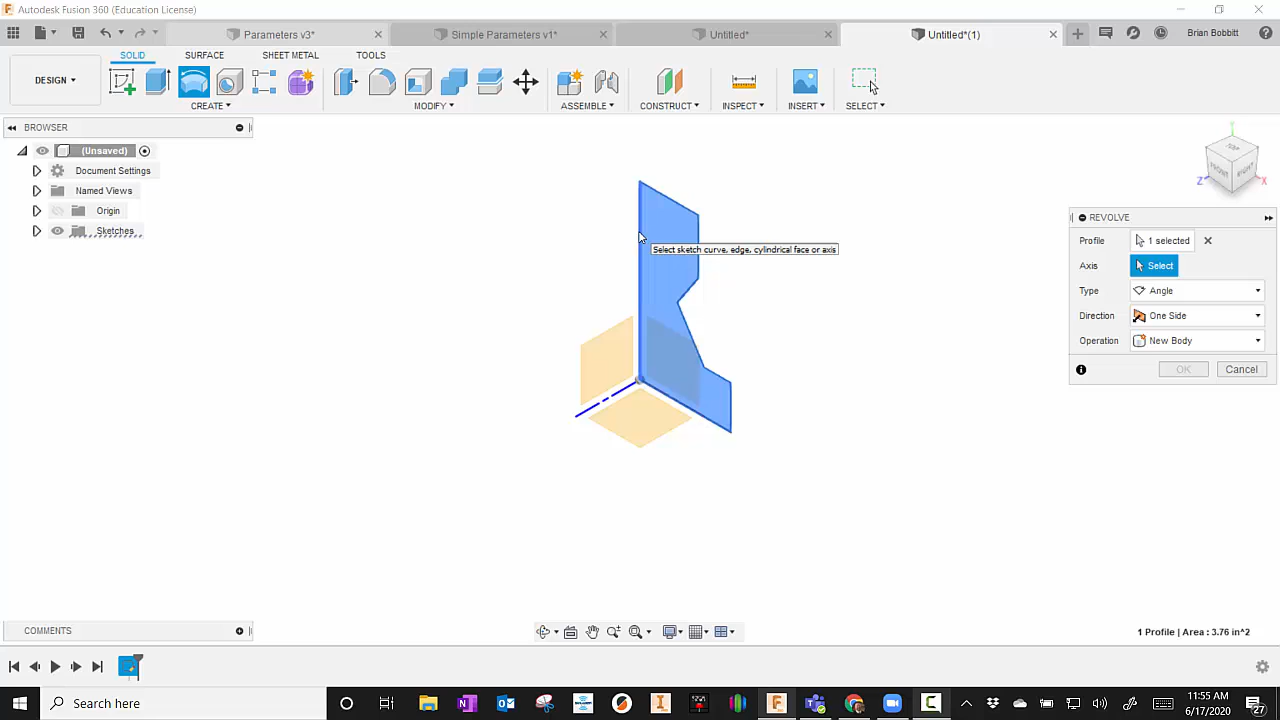 Autodesk Fusion 360 (Education License)
Parameters v3*
Simple Parameters v1*
Untitled*
Untitled*(1)
Brian Bobbitt
DESIGN
SOLID
SURFACE
SHEET METAL
TOOLS
CREATE
MODIFY
ASSEMBLE
CONSTRUCT
INSPECT
INSERT
SELECT
BROWSER
(Unsaved)
Document Settings
Named Views
Origin
Sketches
TOP
FRONT
RIGHT
Z
X
Select sketch curve, edge, cylindrical face or axis
REVOLVE
Profile 1 selected
Axis Select
Type Angle
Direction One Side
Operation New Body
OK Cancel
COMMENTS
1 Profile | Area : 3.76 in^2
Search here
11:55 AM
6/17/2020
27